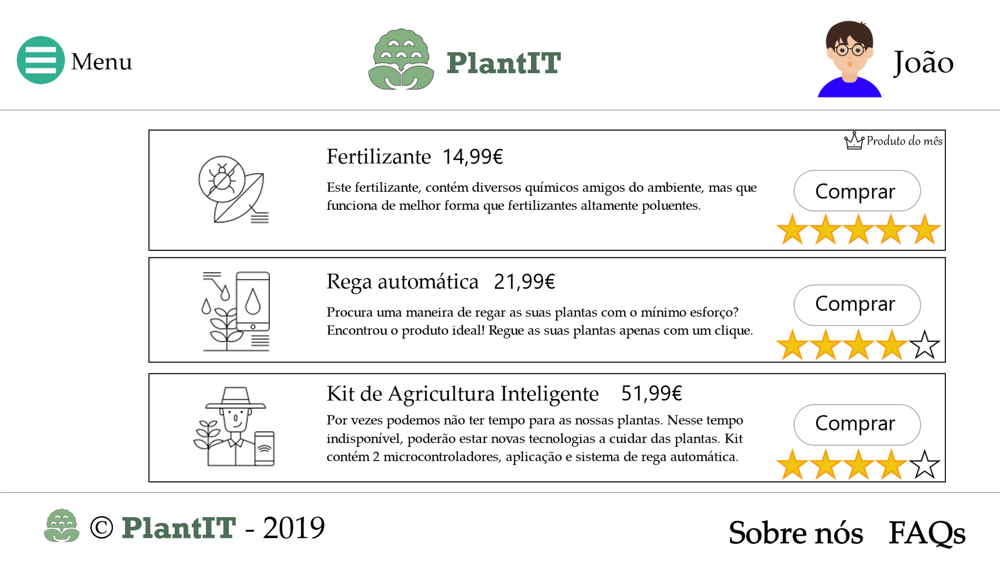 Menu
PlantIT
João
Produto do mês
Fertilizante 14,99€
Este fertilizante, contém diversos químicos amigos do ambiente, mas que
funciona de melhor forma que fertilizantes altamente poluentes.
Comprar
Rega automática 21,99€
Procura uma maneira de regar as suas plantas com o mínimo esforço?
Encontrou o produto ideal! Regue as suas plantas apenas com um clique.
Comprar
Kit de Agricultura Inteligente 51,99€
Por vezes podemos não ter tempo para as nossas plantas. Nesse tempo
indisponível, poderão estar novas tecnologias a cuidar das plantas. Kit
contém 2 microcontroladores, aplicação e sistema de rega automática.
Comprar
© PlantIT - 2019
Sobre nós FAQs